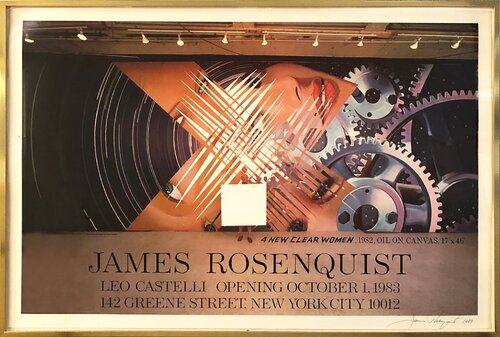 4 NEW CLEAR WOMEN, 1982, OIL ON CANVAS, 17 x 46'
JAMES ROSENQUIST
LEO CASTELLI OPENING OCTOBER 1, 1983
142 GREENE STREET, NEW YORK CITY 10012